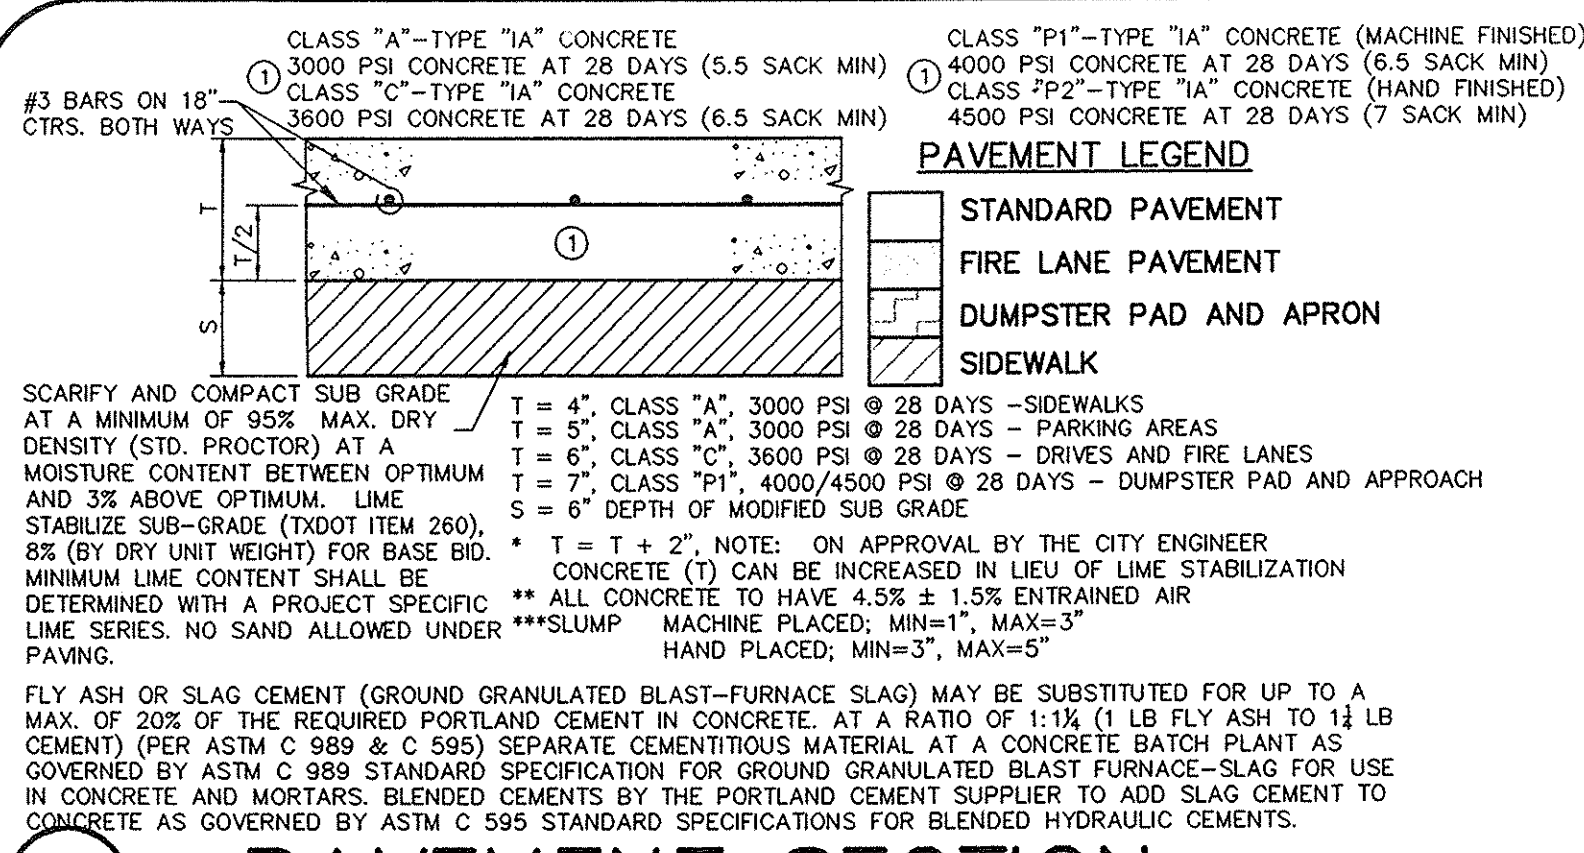 CLASS "A"-TYPE "IA" CONCRETE
① 3000 PSI CONCRETE AT 28 DAYS (5.5 SACK MIN)
CLASS "C"-TYPE "IA" CONCRETE
3600 PSI CONCRETE AT 28 DAYS (6.5 SACK MIN)
CLASS "P1"-TYPE "IA" CONCRETE (MACHINE FINISHED)
① 4000 PSI CONCRETE AT 28 DAYS (6.5 SACK MIN)
CLASS "P2"-TYPE "IA" CONCRETE (HAND FINISHED)
4500 PSI CONCRETE AT 28 DAYS (7 SACK MIN)
#3 BARS ON 18"
CTRS. BOTH WAYS
T
T/2
S
①
PAVEMENT LEGEND
STANDARD PAVEMENT
FIRE LANE PAVEMENT
DUMPSTER PAD AND APRON
SIDEWALK
SCARIFY AND COMPACT SUB GRADE
AT A MINIMUM OF 95% MAX. DRY
DENSITY (STD. PROCTOR) AT A
MOISTURE CONTENT BETWEEN OPTIMUM
AND 3% ABOVE OPTIMUM. LIME
STABILIZE SUB-GRADE (TXDOT ITEM 260),
8% (BY DRY UNIT WEIGHT) FOR BASE BID.
MINIMUM LIME CONTENT SHALL BE
DETERMINED WITH A PROJECT SPECIFIC
LIME SERIES. NO SAND ALLOWED UNDER
PAVING.
T = 4", CLASS "A", 3000 PSI @ 28 DAYS -SIDEWALKS
T = 5", CLASS "A", 3000 PSI @ 28 DAYS - PARKING AREAS
T = 6", CLASS "C", 3600 PSI @ 28 DAYS - DRIVES AND FIRE LANES
T = 7", CLASS "P1", 4000/4500 PSI @ 28 DAYS - DUMPSTER PAD AND APPROACH
S = 6" DEPTH OF MODIFIED SUB GRADE
* T = T + 2", NOTE: ON APPROVAL BY THE CITY ENGINEER
CONCRETE (T) CAN BE INCREASED IN LIEU OF LIME STABILIZATION
** ALL CONCRETE TO HAVE 4.5% ± 1.5% ENTRAINED AIR
***SLUMP MACHINE PLACED; MIN=1", MAX=3"
HAND PLACED; MIN=3", MAX=5"
FLY ASH OR SLAG CEMENT (GROUND GRANULATED BLAST-FURNACE SLAG) MAY BE SUBSTITUTED FOR UP TO A
MAX. OF 20% OF THE REQUIRED PORTLAND CEMENT IN CONCRETE. AT A RATIO OF 1:1¼ (1 LB FLY ASH TO 1¼ LB
CEMENT) (PER ASTM C 989 & C 595) SEPARATE CEMENTITIOUS MATERIAL AT A CONCRETE BATCH PLANT AS
GOVERNED BY ASTM C 989 STANDARD SPECIFICATION FOR GROUND GRANULATED BLAST FURNACE-SLAG FOR USE
IN CONCRETE AND MORTARS. BLENDED CEMENTS BY THE PORTLAND CEMENT SUPPLIER TO ADD SLAG CEMENT TO
CONCRETE AS GOVERNED BY ASTM C 595 STANDARD SPECIFICATIONS FOR BLENDED HYDRAULIC CEMENTS.
PAVEMENT SECTION